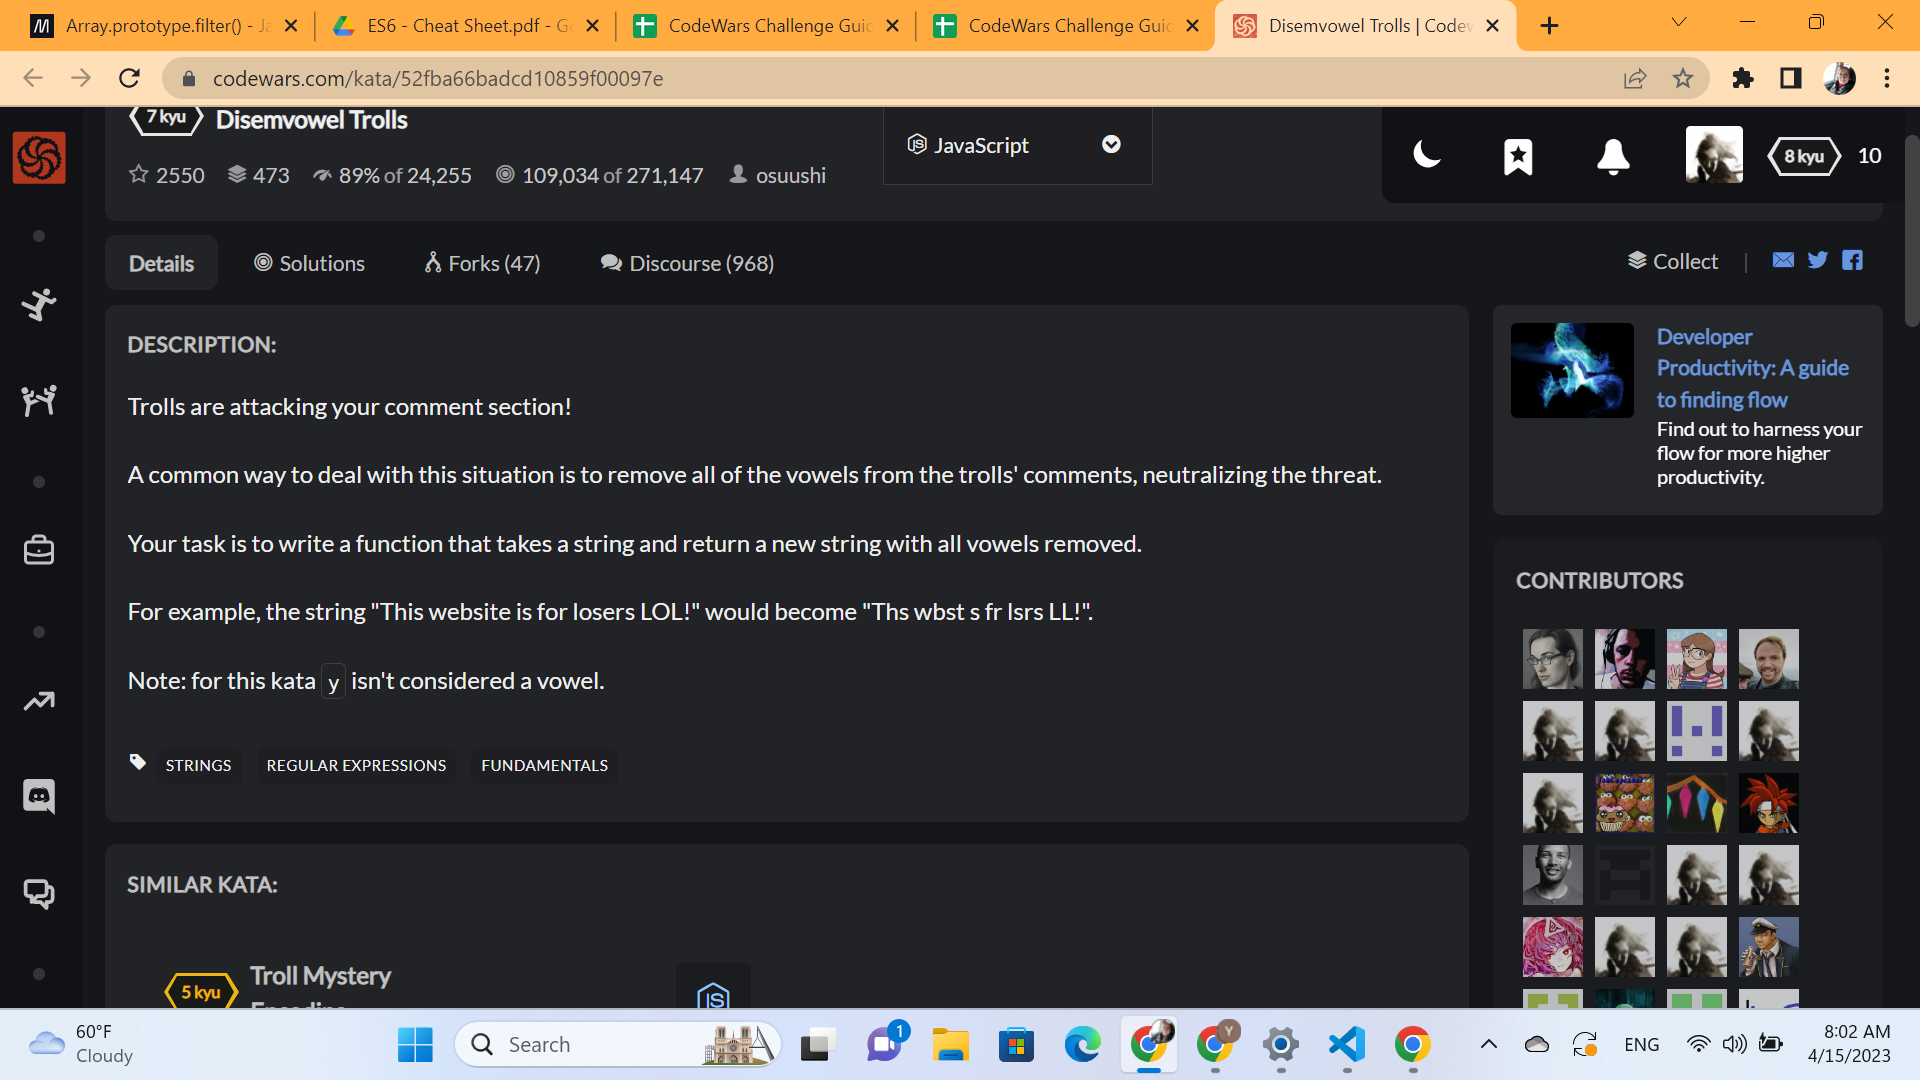 Array.prototype.filter() - Ja
ES6 - Cheat Sheet.pdf - Go
CodeWars Challenge Guid
CodeWars Challenge Guid
Disemvowel Trolls | Codew
codewars.com/kata/52fba66badcd10859f00097e
7 kyu
Disemvowel Trolls
2550
473
89% of 24,255
109,034 of 271,147
osuushi
JavaScript
8 kyu
10
Details
Solutions
Forks (47)
Discourse (968)
Collect
DESCRIPTION:
Trolls are attacking your comment section!
A common way to deal with this situation is to remove all of the vowels from the trolls' comments, neutralizing the threat.
Your task is to write a function that takes a string and return a new string with all vowels removed.
For example, the string "This website is for losers LOL!" would become "Ths wbst s fr lsrs LL!".
Note: for this kata y isn't considered a vowel.
STRINGS
REGULAR EXPRESSIONS
FUNDAMENTALS
Developer
Productivity: A guide
to finding flow
Find out to harness your
flow for more higher
productivity.
CONTRIBUTORS
SIMILAR KATA:
5 kyu
Troll Mystery
JS
60°F
Cloudy
Search
1
Y
ENG
8:02 AM
4/15/2023